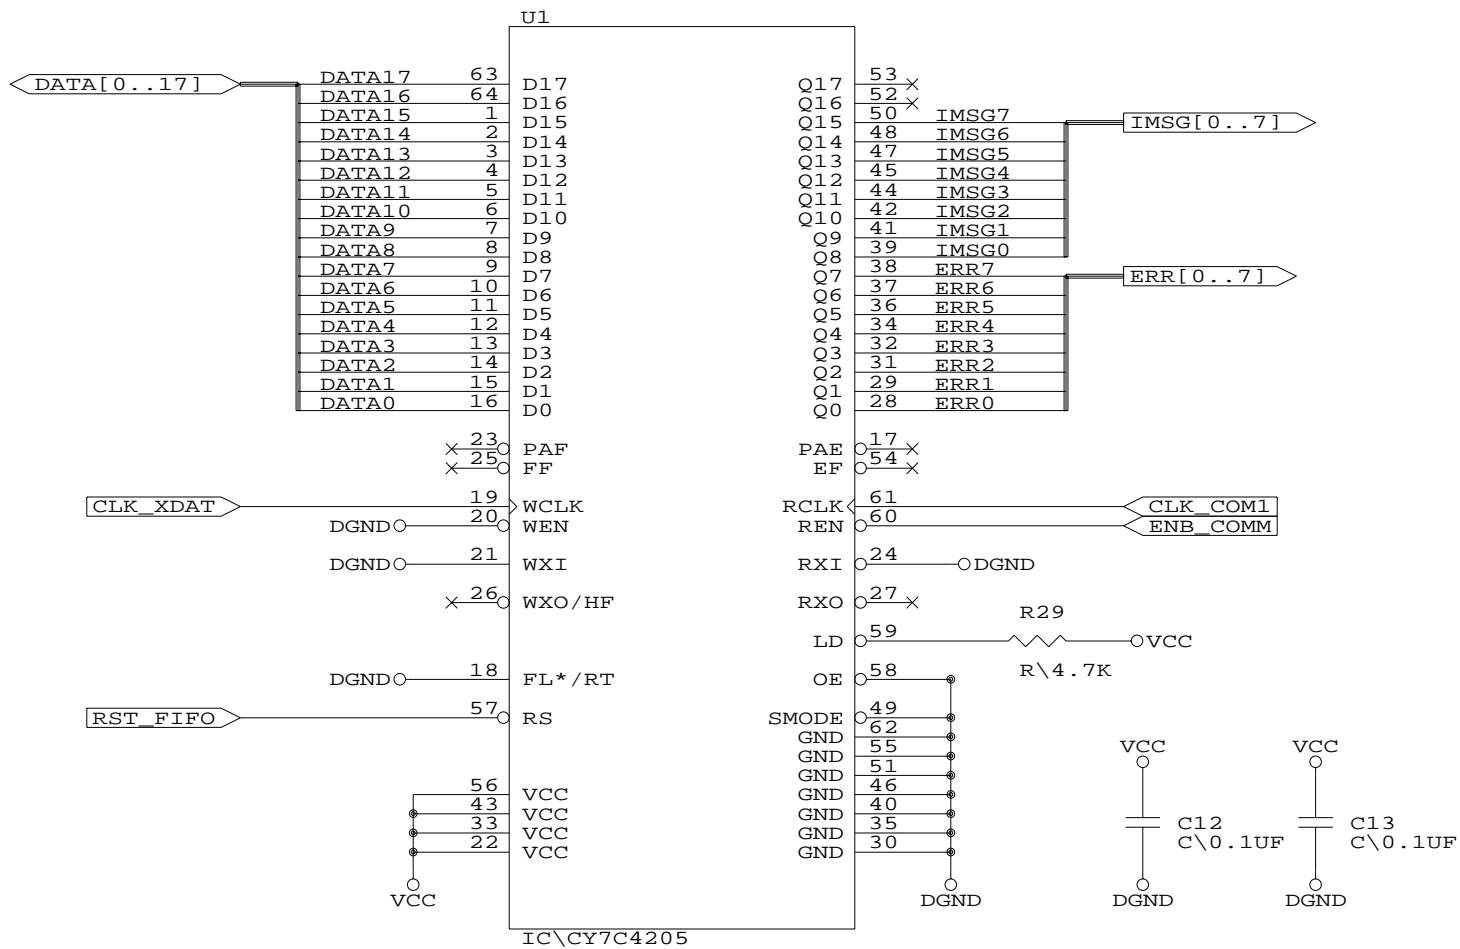 U1
DATA[0..17] DATA17 63 D17 Q17 53
DATA16 64 D16 Q16 52
DATA15 1 D15 Q15 50 IMSG7 IMSG[0..7]
DATA14 2 D14 Q14 48 IMSG6
DATA13 3 D13 Q13 47 IMSG5
DATA12 4 D12 Q12 45 IMSG4
DATA11 5 D11 Q11 44 IMSG3
DATA10 6 D10 Q10 42 IMSG2
DATA9 7 D9 Q9 41 IMSG1
DATA8 8 D8 Q8 39 IMSG0
DATA7 9 D7 Q7 38 ERR7 ERR[0..7]
DATA6 10 D6 Q6 37 ERR6
DATA5 11 D5 Q5 36 ERR5
DATA4 12 D4 Q4 34 ERR4
DATA3 13 D3 Q3 32 ERR3
DATA2 14 D2 Q2 31 ERR2
DATA1 15 D1 Q1 29 ERR1
DATA0 16 D0 Q0 28 ERR0
23 PAF PAE 17
25 FF EF 54
CLK_XDAT 19 WCLK RCLK 61 CLK_COM1
DGND 20 WEN REN 60 ENB_COMM
DGND 21 WXI RXI 24 DGND
26 WXO/HF RXO 27
R29
LD 59 VCC
R\4.7K
DGND 18 FL*/RT OE 58
RST_FIFO 57 RS SMODE 49
GND 62
GND 55
GND 51
56 VCC GND 46
43 VCC GND 40
33 VCC GND 35
22 VCC GND 30
VCC
DGND
VCC
C12
C\0.1UF
DGND
VCC
C13
C\0.1UF
DGND
IC\CY7C4205